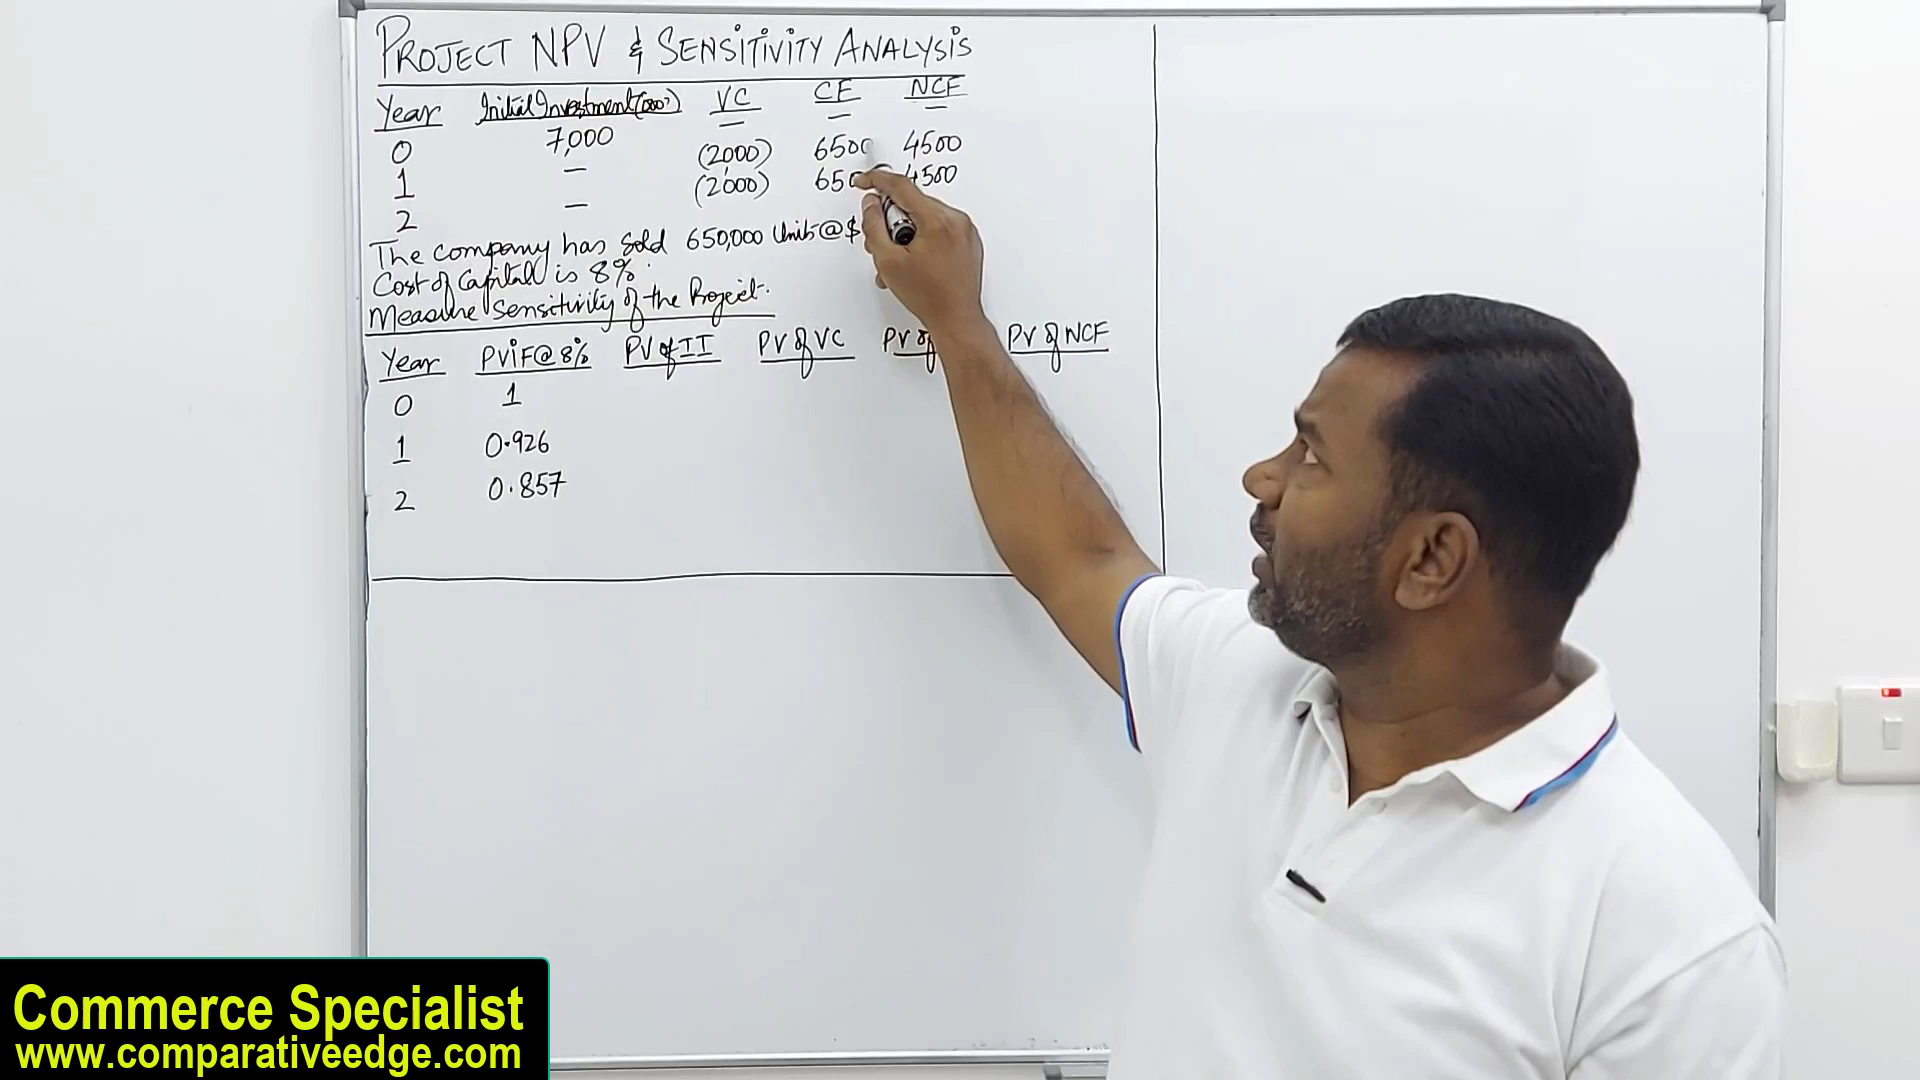 PROJECT NPV & SENSITIVITY ANALYSIS
Year Initial Investment (000') VC CF NCF
0 7,000 — — —
1 — (2000) 6500 4500
2 — (2000) 650 4500
The company has sold 650,000 Units @ $
Cost of Capital is 8%.
Measure Sensitivity of the Project.
Year PVIF@8% PV of II PV of VC PV of PV of NCF
0 1
1 0.926
2 0.857
Commerce Specialist
www.comparativeedge.com